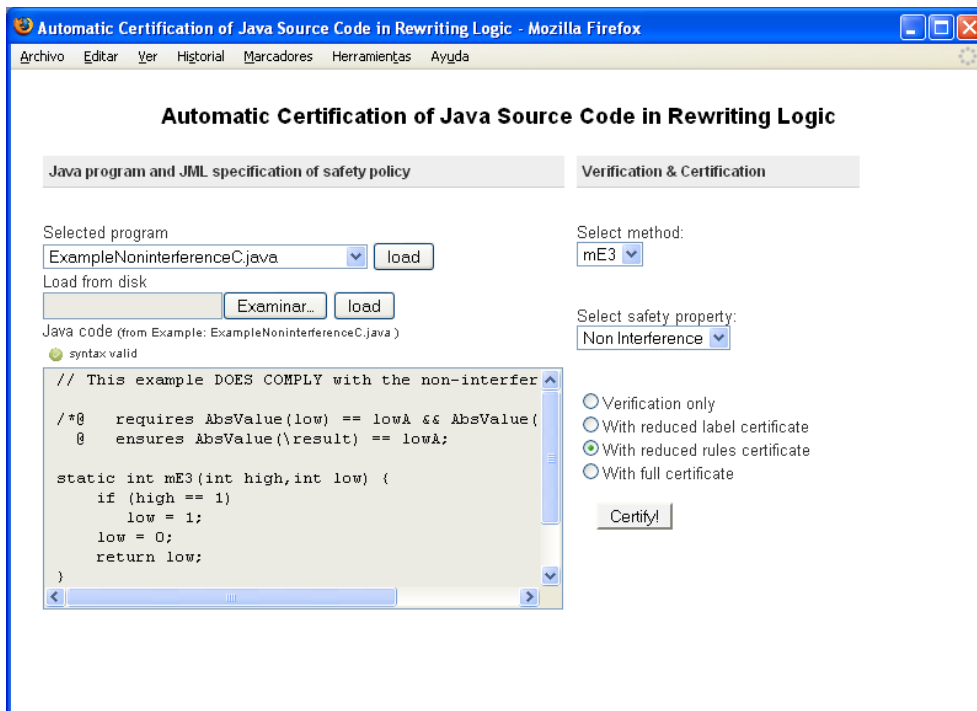 Automatic Certification of Java Source Code in Rewriting Logic - Mozilla Firefox
Archivo Editar Ver Historial Marcadores Herramientas Ayuda
Automatic Certification of Java Source Code in Rewriting Logic
Java program and JML specification of safety policy
Selected program
ExampleNoninterferenceC.java load
Load from disk
Examinar... load
Java code (from Example: ExampleNoninterferenceC.java )
syntax valid
// This example DOES COMPLY with the non-interfer
/*@ requires AbsValue(low) == lowA && AbsValue(
@ ensures AbsValue(\result) == lowA;
static int mE3(int high,int low) {
if (high == 1)
low = 1;
low = 0;
return low;
}
Verification & Certification
Select method:
mE3
Select safety property:
Non Interference
Verification only
With reduced label certificate
With reduced rules certificate
With full certificate
Certify!